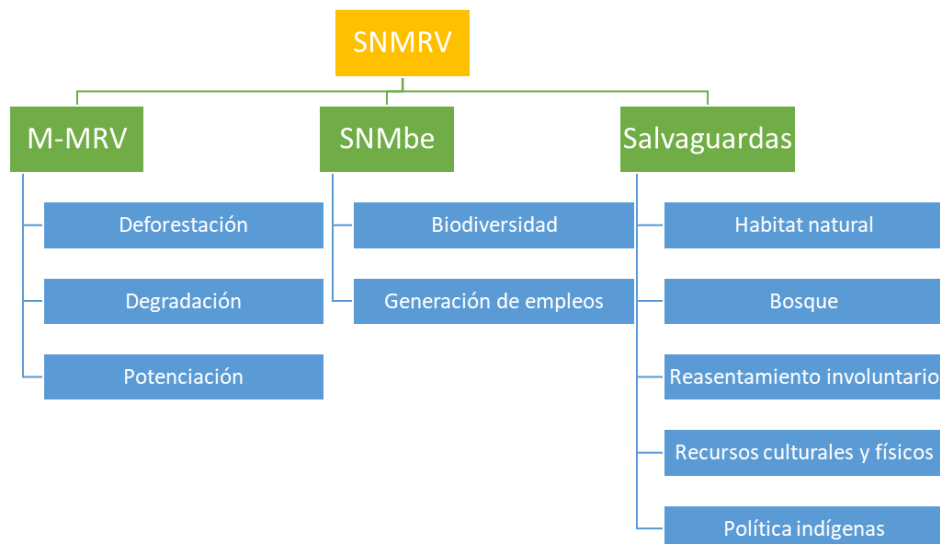 SNMRV
M-MRV
Deforestación
Degradación
Potenciación
SNMbe
Biodiversidad
Generación de empleos
Salvaguardas
Habitat natural
Bosque
Reasentamiento involuntario
Recursos culturales y físicos
Política indígenas